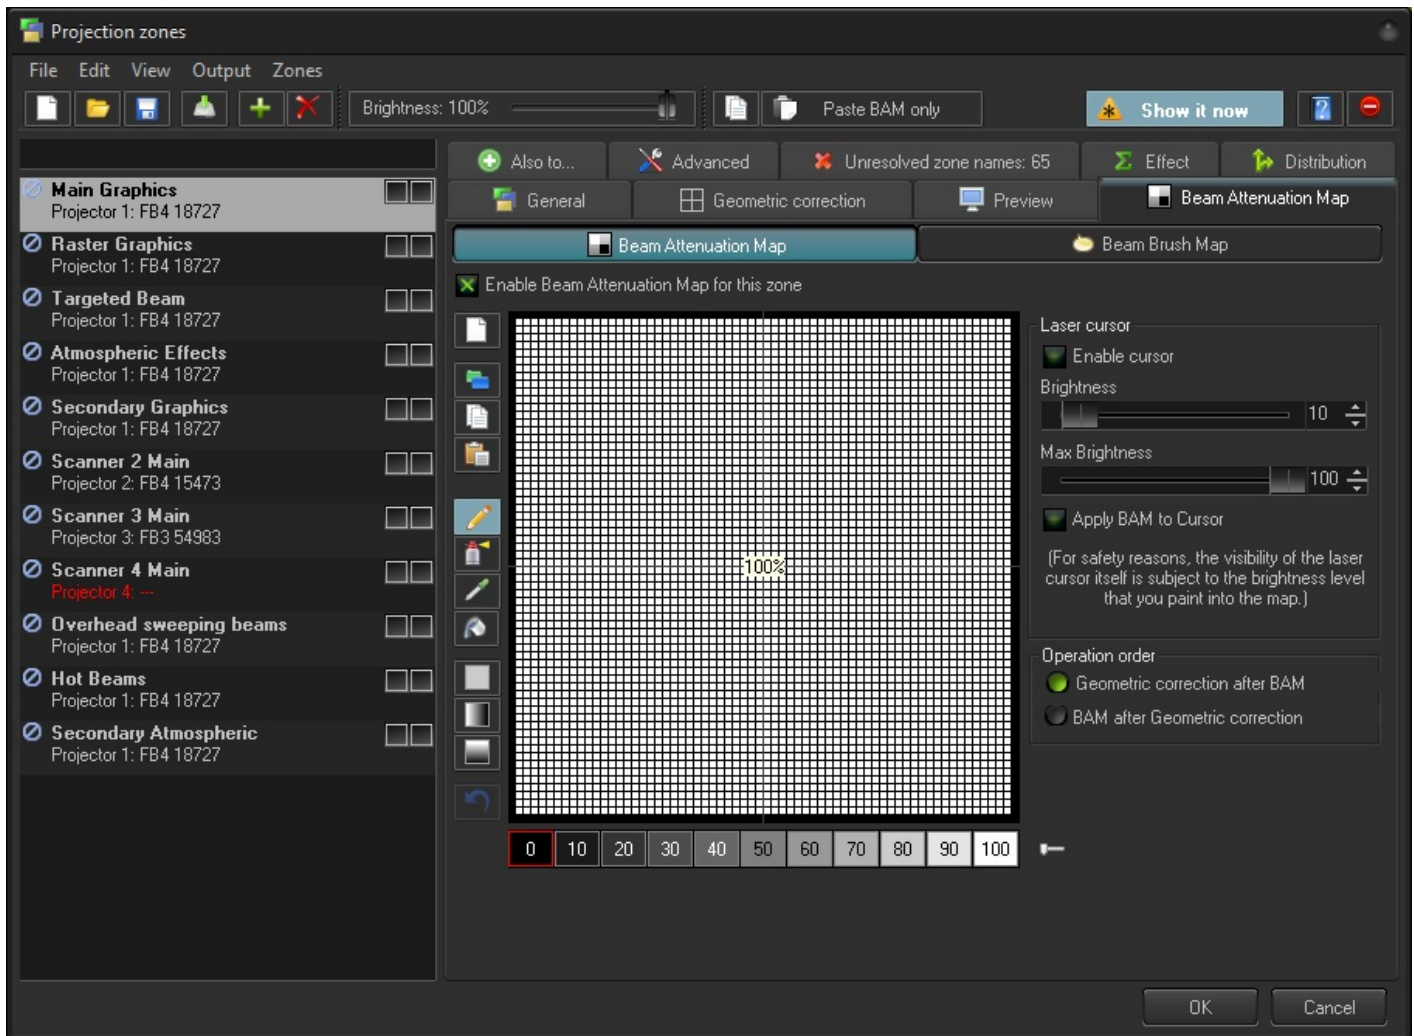 Projection zones
File Edit View Output Zones
Brightness: 100%
Paste BAM only
Show it now
Also to...
Advanced
Unresolved zone names: 65
Effect
Distribution
General
Geometric correction
Preview
Beam Attenuation Map
Beam Attenuation Map
Beam Brush Map
Enable Beam Attenuation Map for this zone
Main Graphics
Projector 1: FB4 18727
Raster Graphics
Projector 1: FB4 18727
Targeted Beam
Projector 1: FB4 18727
Atmospheric Effects
Projector 1: FB4 18727
Secondary Graphics
Projector 1: FB4 18727
Scanner 2 Main
Projector 2: FB4 15473
Scanner 3 Main
Projector 3: FB3 54983
Scanner 4 Main
Projector 4: ---
Overhead sweeping beams
Projector 1: FB4 18727
Hot Beams
Projector 1: FB4 18727
Secondary Atmospheric
Projector 1: FB4 18727
100%
0 10 20 30 40 50 60 70 80 90 100
Laser cursor
Enable cursor
Brightness
10
Max Brightness
100
Apply BAM to Cursor
(For safety reasons, the visibility of the laser
cursor itself is subject to the brightness level
that you paint into the map.)
Operation order
Geometric correction after BAM
BAM after Geometric correction
OK
Cancel